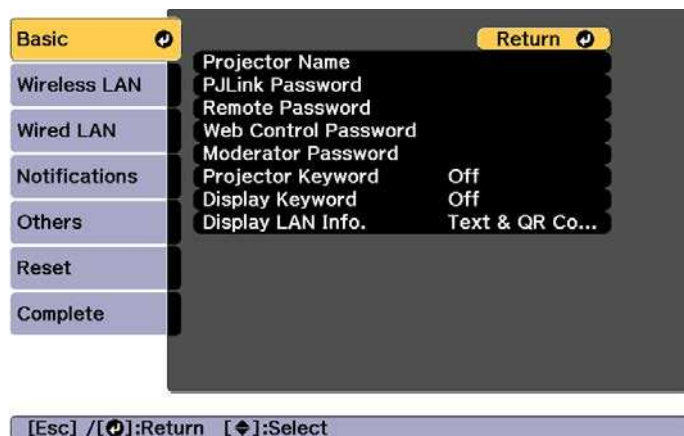 Basic
Wireless LAN
Wired LAN
Notifications
Others
Reset
Complete
Return
Projector Name
PJLink Password
Remote Password
Web Control Password
Moderator Password
Projector Keyword Off
Display Keyword Off
Display LAN Info. Text & QR Co...
[Esc] /[ ]:Return [ ]:Select